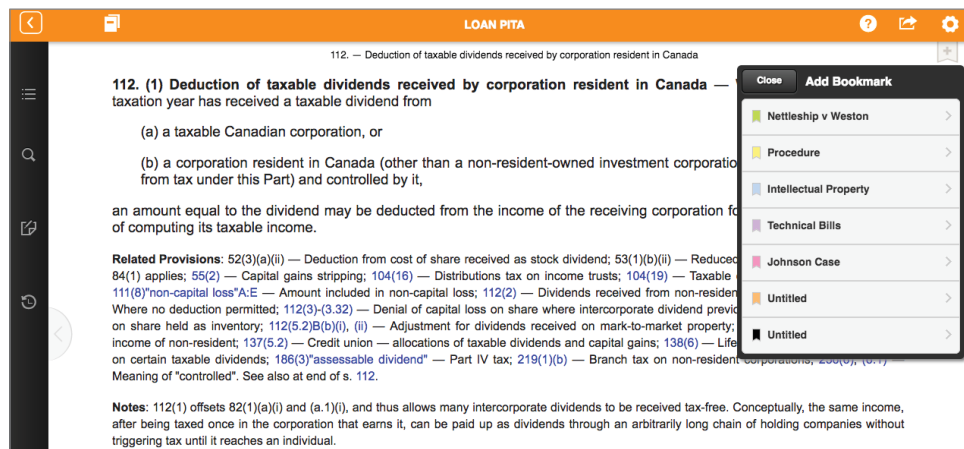 LOAN PITA
?
112. — Deduction of taxable dividends received by corporation resident in Canada
112. (1) Deduction of taxable dividends received by corporation resident in Canada —
taxation year has received a taxable dividend from
(a) a taxable Canadian corporation, or
(b) a corporation resident in Canada (other than a non-resident-owned investment corporatio
from tax under this Part) and controlled by it,
an amount equal to the dividend may be deducted from the income of the receiving corporation fo
of computing its taxable income.
Related Provisions: 52(3)(a)(ii) — Deduction from cost of share received as stock dividend; 53(1)(b)(ii) — Reduced
84(1) applies; 55(2) — Capital gains stripping; 104(16) — Distributions tax on income trusts; 104(19) — Taxable
111(8)"non-capital loss"A:E — Amount included in non-capital loss; 112(2) — Dividends received from non-residen
Where no deduction permitted; 112(3)-(3.32) — Denial of capital loss on share where intercorporate dividend previo
on share held as inventory; 112(5.2)B(b)(i), (ii) — Adjustment for dividends received on mark-to-market property;
income of non-resident; 137(5.2) — Credit union — allocations of taxable dividends and capital gains; 138(6) — Life
on certain taxable dividends; 186(3)"assessable dividend" — Part IV tax; 219(1)(b) — Branch tax on non-resident corporations;
Meaning of "controlled". See also at end of s. 112.
Notes: 112(1) offsets 82(1)(a)(i) and (a.1)(i), and thus allows many intercorporate dividends to be received tax-free. Conceptually, the same income,
after being taxed once in the corporation that earns it, can be paid up as dividends through an arbitrarily long chain of holding companies without
triggering tax until it reaches an individual.
Close Add Bookmark
Nettleship v Weston
Procedure
Intellectual Property
Technical Bills
Johnson Case
Untitled
Untitled